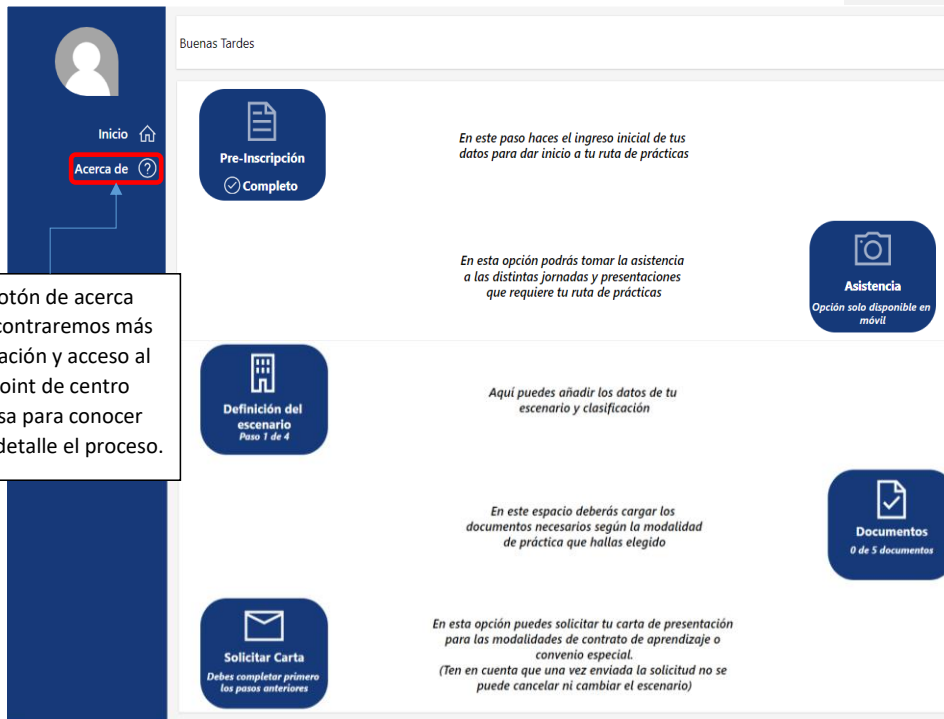 Buenas Tardes
Inicio
Acerca de
Pre-Inscripción
Completo
En este paso haces el ingreso inicial de tus
datos para dar inicio a tu ruta de prácticas
En esta opción podrás tomar la asistencia
a las distintas jornadas y presentaciones
que requiere tu ruta de prácticas
Asistencia
Opción solo disponible en
móvil
otón de acerca
contraremos más
ación y acceso al
oint de centro
sa para conocer
detalle el proceso.
Definición del
escenario
Paso 1 de 4
Aquí puedes añadir los datos de tu
escenario y clasificación
En este espacio deberás cargar los
documentos necesarios según la modalidad
de práctica que hallas elegido
Documentos
0 de 5 documentos
Solicitar Carta
Debes completar primero
los pasos anteriores
En esta opción puedes solicitar tu carta de presentación
para las modalidades de contrato de aprendizaje o
convenio especial.
(Ten en cuenta que una vez enviada la solicitud no se
puede cancelar ni cambiar el escenario)